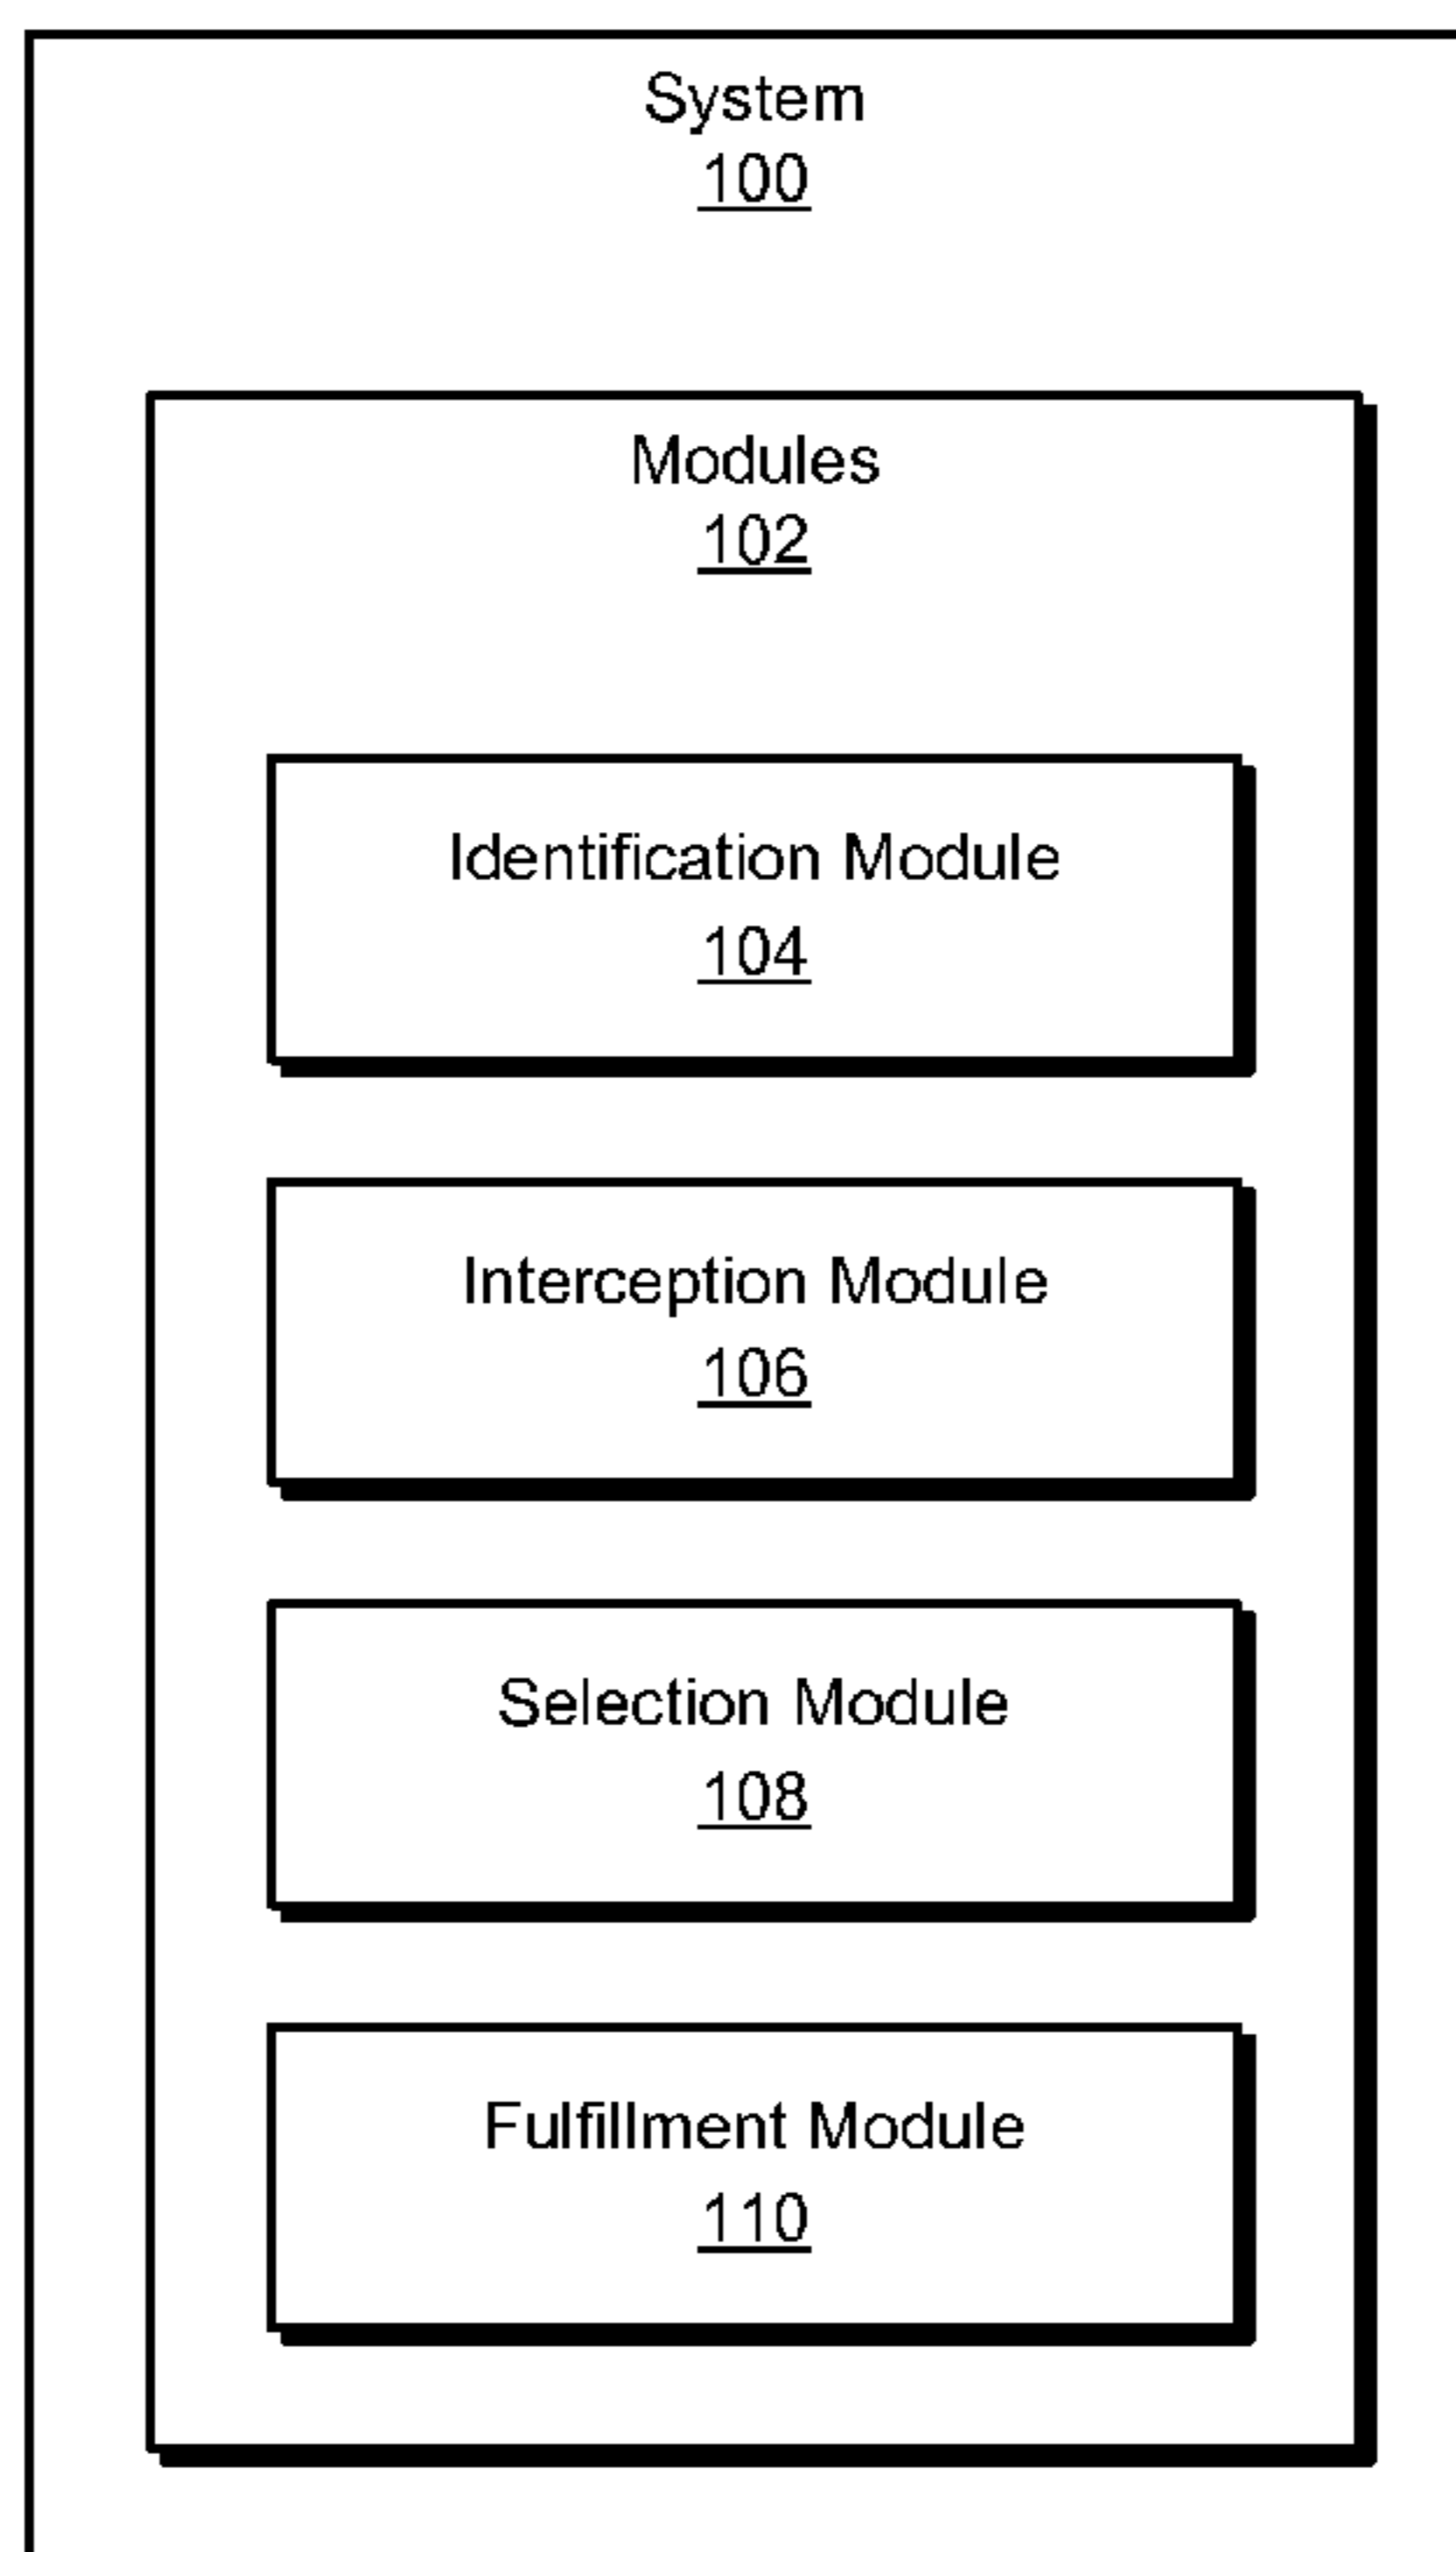 System
100
Modules
102
Identification Module
104
Interception Module
106
Selection Module
108
Fulfillment Module
110